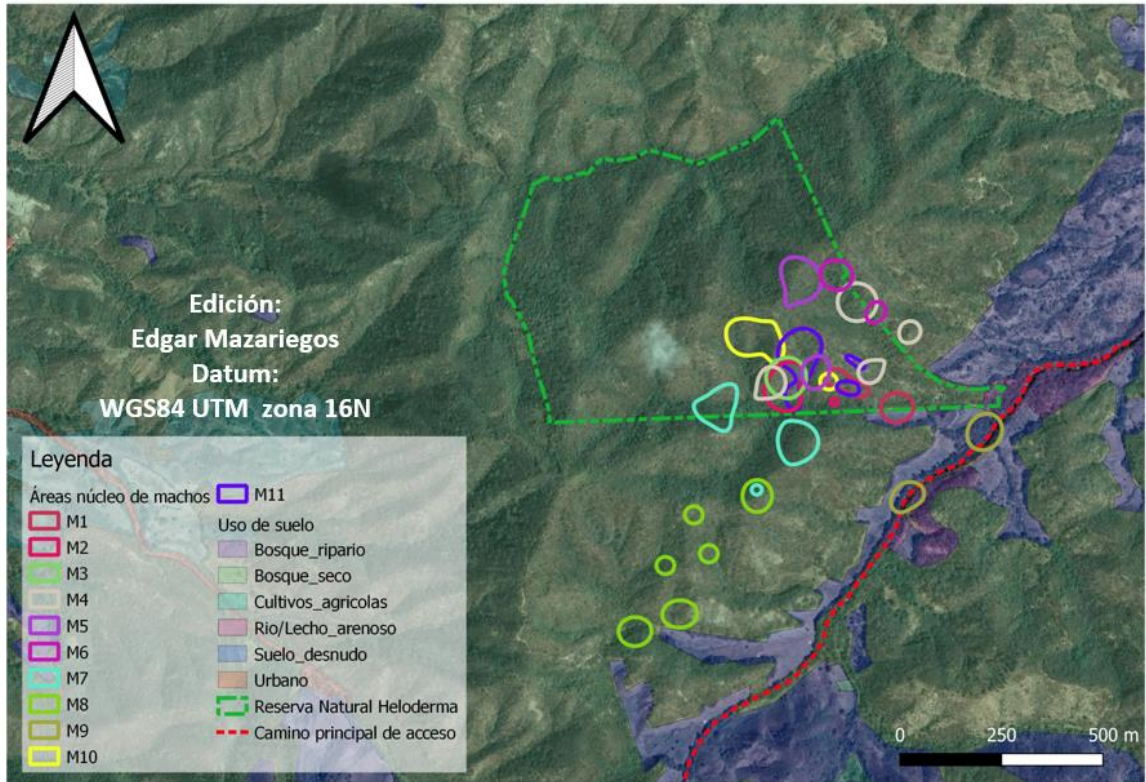 Edición:
Edgar Mazariegos
Datum:
WGS84 UTM zona 16N
Leyenda
Áreas núcleo de machos
M1
M2
M3
M4
M5
M6
M7
M8
M9
M10
M11
Uso de suelo
Bosque_ripario
Bosque_seco
Cultivos_agricolas
Rio/Lecho_arenoso
Suelo_desnudo
Urbano
Reserva Natural Heloderma
Camino principal de acceso
0 250 500 m